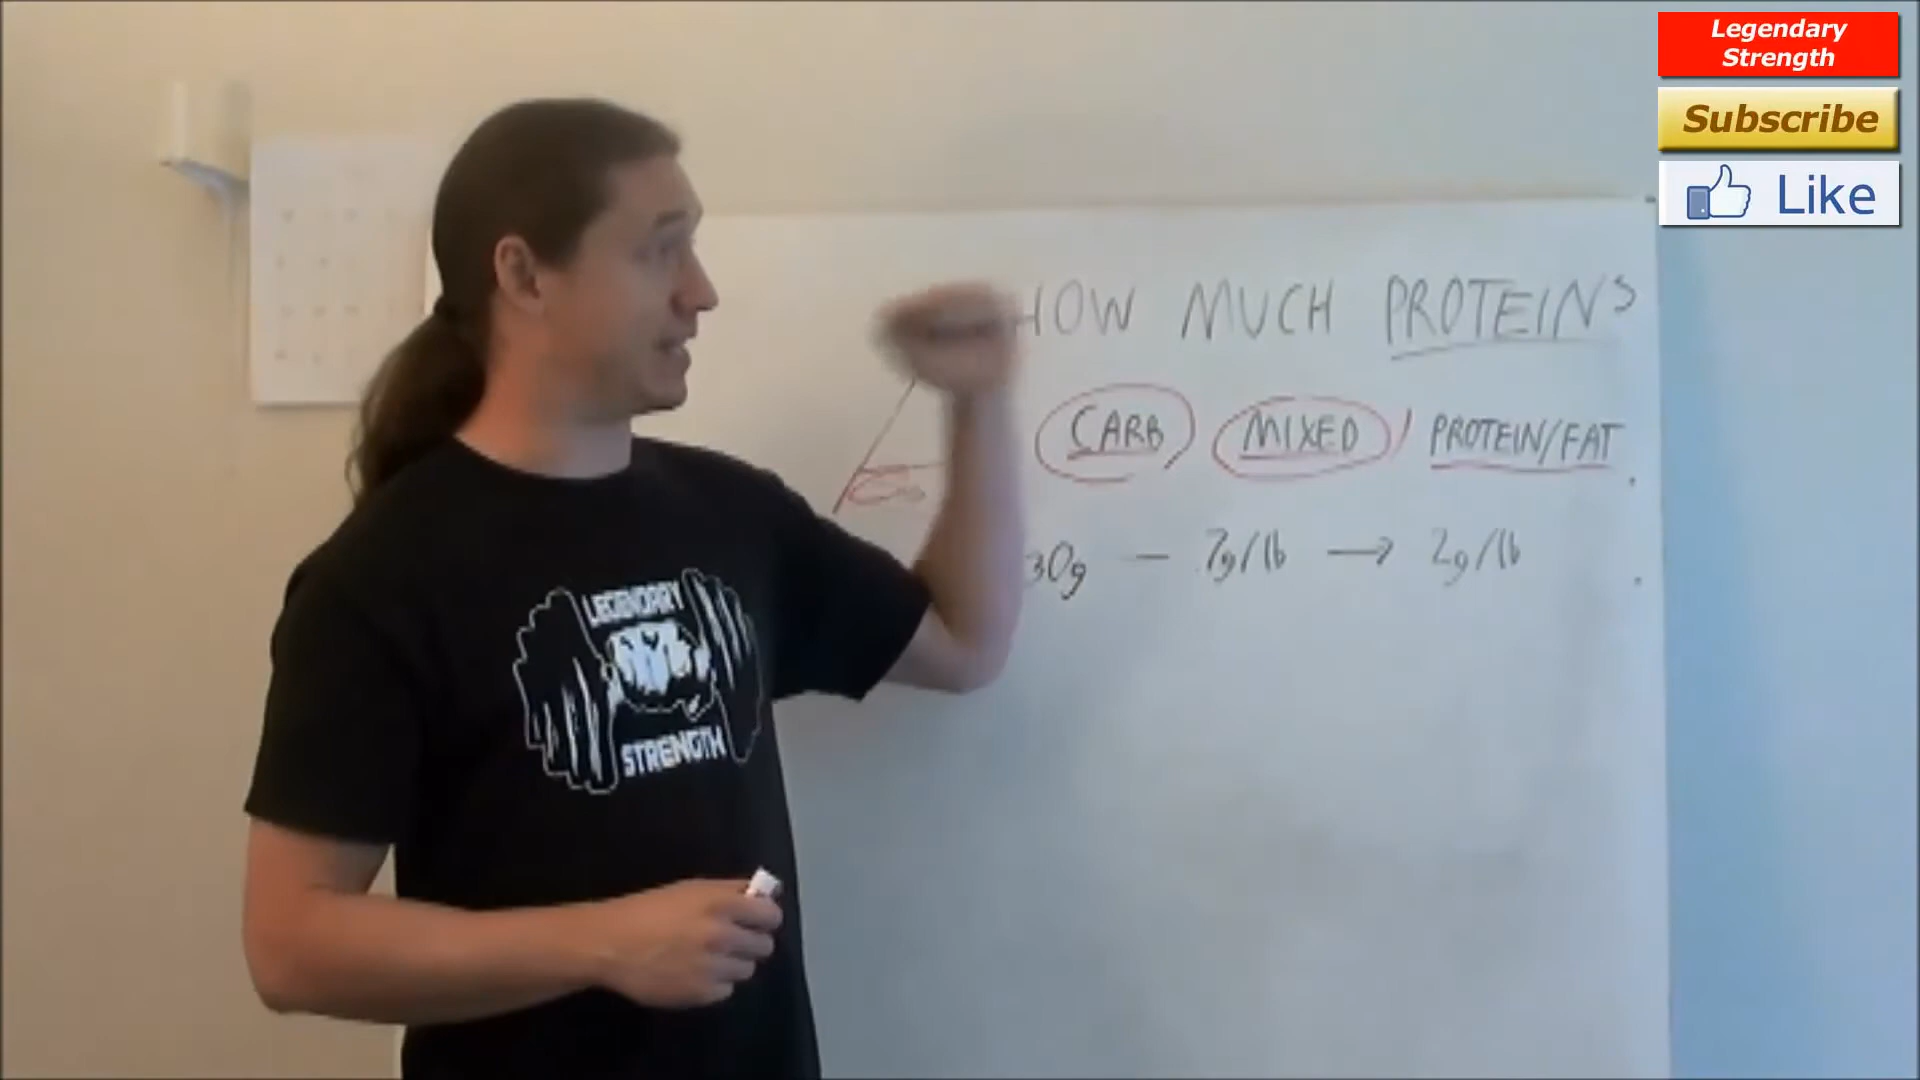 Legendary
Strength
Subscribe
Like
HOW MUCH PROTEIN?
CARB MIXED / PROTEIN/FAT
30g — .7g/lb → 2g/lb
LEGENDARY
STRENGTH